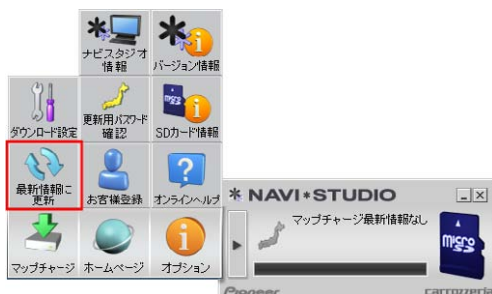 ナビスタジオ
情報
バージョン情報
ダウンロード設定
更新用パスワード
確認
SDカード情報
最新情報に
更新
お客様登録
オンラインヘルプ
マップチャージ
ホームページ
オプション
NAVI*STUDIO
マップチャージ最新情報なし
Pioneer
carrozzeria